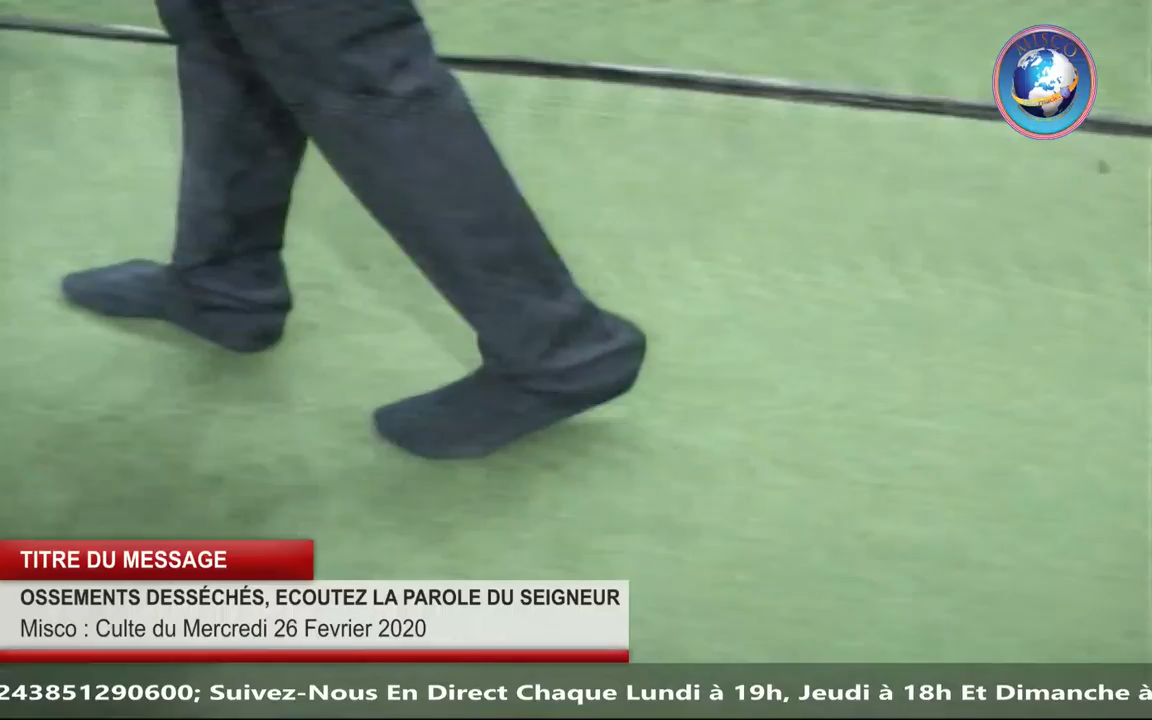 MISCO
TITRE DU MESSAGE
OSSEMENTS DESSÉCHÉS, ECOUTEZ LA PAROLE DU SEIGNEUR
Misco : Culte du Mercredi 26 Fevrier 2020
243851290600; Suivez-Nous En Direct Chaque Lundi à 19h, Jeudi à 18h Et Dimanche à